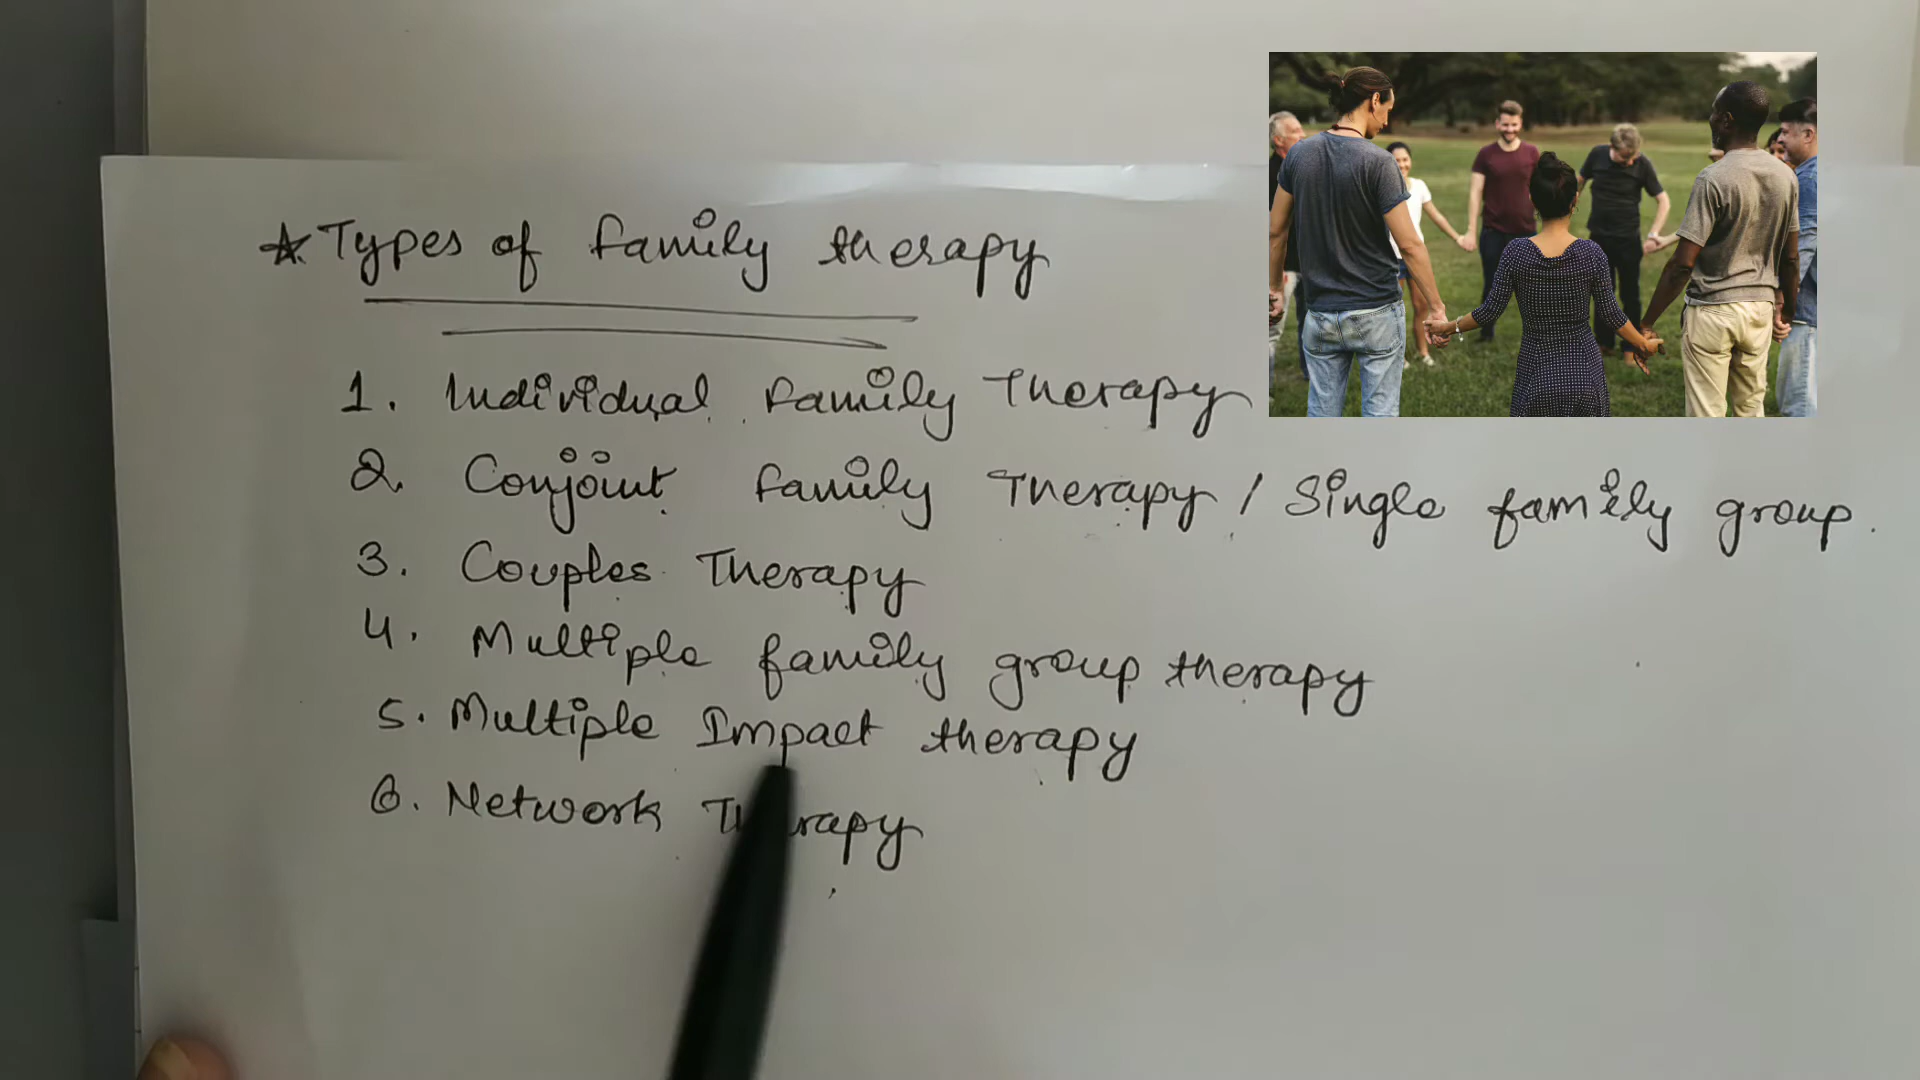 ★ Types of family therapy
1. Individual family Therapy
2. Conjoint family Therapy / Single family group.
3. Couples Therapy
4. Multiple family group therapy
5. Multiple Impact therapy
6. Network Therapy